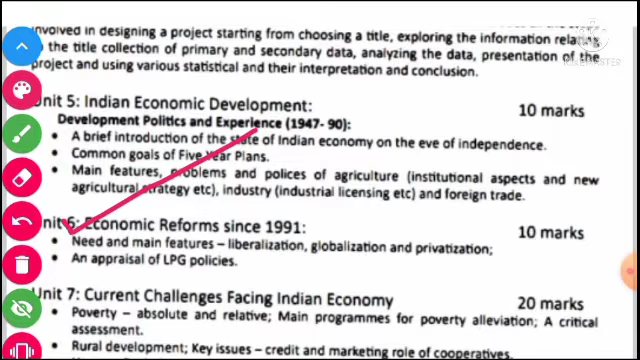 involved in designing a project starting from choosing a title, exploring the information relating
to the title collection of primary and secondary data, analyzing the data, presentation of the
project and using various statistical and their interpretation and conclusion.
Unit 5: Indian Economic Development: 10 marks
Development Politics and Experience (1947- 90):
• A brief introduction of the state of Indian economy on the eve of independence.
• Common goals of Five Year Plans.
• Main features, problems and polices of agriculture (institutional aspects and new
agricultural strategy etc), industry (industrial licensing etc) and foreign trade.
Unit 6: Economic Reforms since 1991: 10 marks
• Need and main features – liberalization, globalization and privatization;
• An appraisal of LPG policies.
Unit 7: Current Challenges Facing Indian Economy 20 marks
• Poverty – absolute and relative; Main programmes for poverty alleviation; A critical
assessment.
• Rural development; Key issues – credit and marketing role of cooperatives.